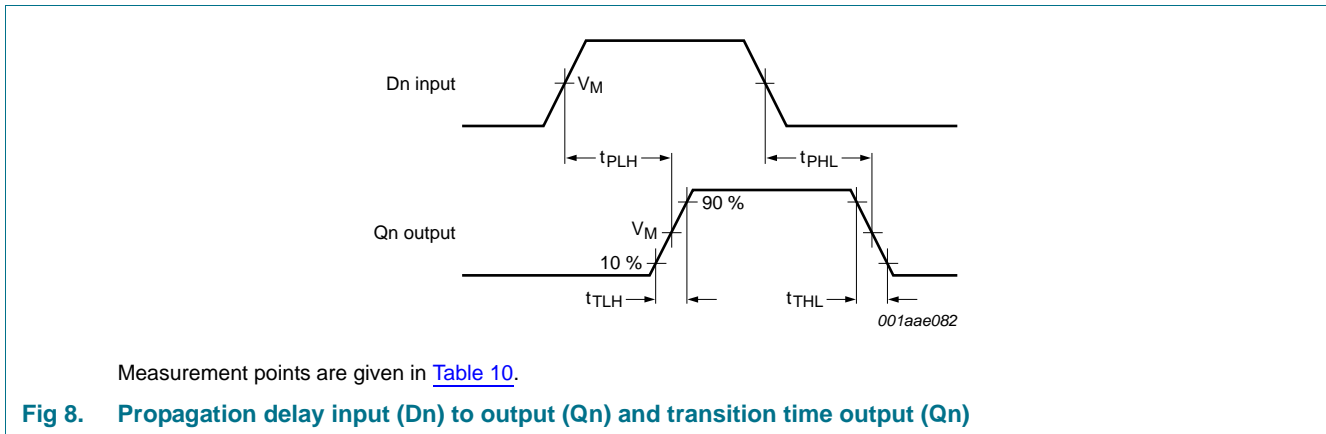 Dn input
VM
tPLH
tPHL
90 %
Qn output
VM
10 %
tTLH
tTHL
001aae082
Measurement points are given in Table 10.
Fig 8. Propagation delay input (Dn) to output (Qn) and transition time output (Qn)